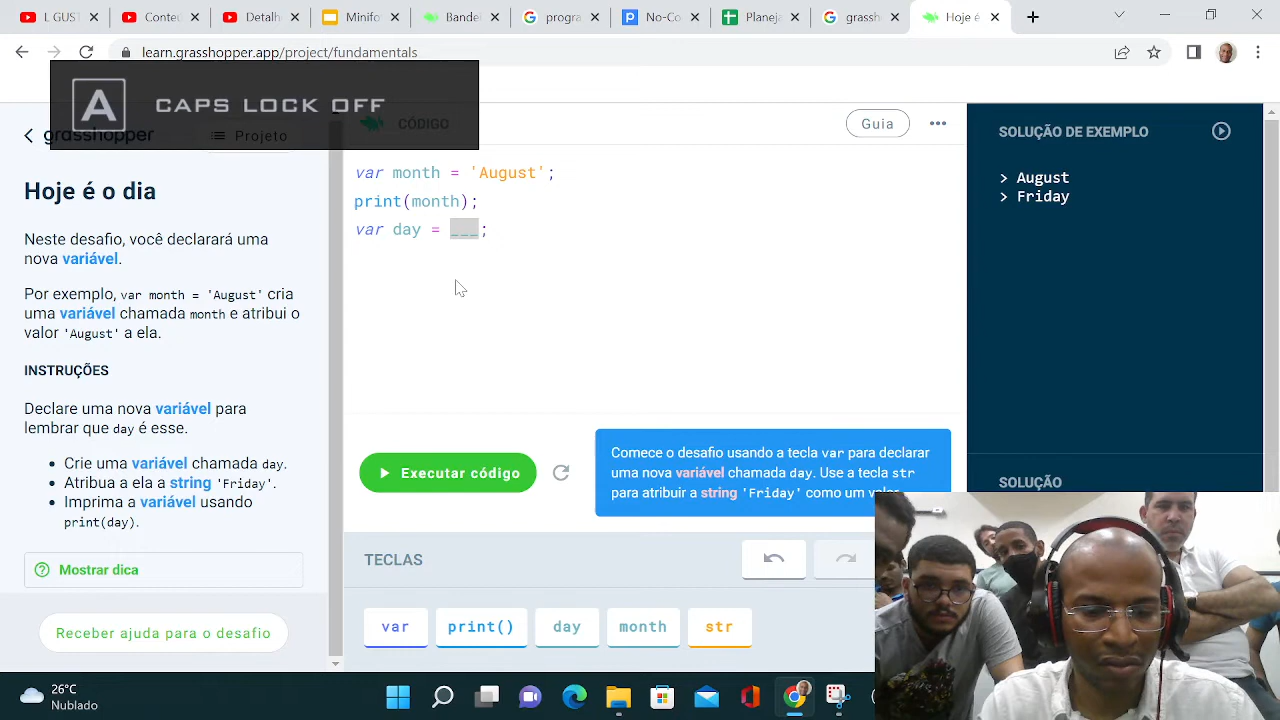 L GUST
Conte
Detalh
Minifo
Bandei
progra
No-Co
Planeja
grassh
Hoje é
learn.grasshopper.app/project/fundamentals
A CAPS LOCK OFF
grasshopper
Projeto
CÓDIGO
Guia
SOLUÇÃO DE EXEMPLO
> August
> Friday
Hoje é o dia
Neste desafio, você declarará uma
nova variável.
Por exemplo, var month = 'August' cria
uma variável chamada month e atribui o
valor 'August' a ela.
INSTRUÇÕES
Declare uma nova variável para
lembrar que day é esse.
• Crie uma variável chamada day.
• Atribua a ela a string 'Friday'.
• Imprima a variável usando
print(day).
Mostrar dica
Receber ajuda para o desafio
var month = 'August';
print(month);
var day = ___;
Executar código
Comece o desafio usando a tecla var para declarar
uma nova variável chamada day. Use a tecla str
para atribuir a string 'Friday' como um valor
SOLUÇÃO
TECLAS
var
print()
day
month
str
26°C
Nublado